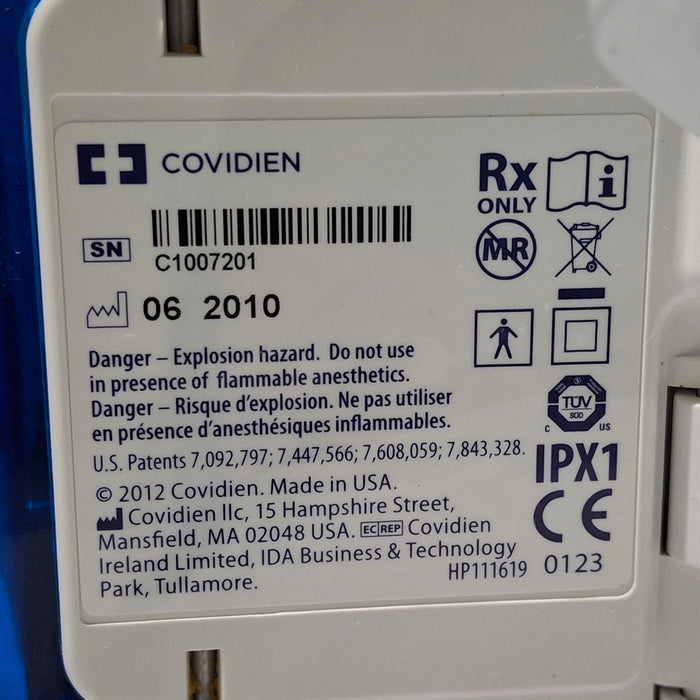 COVIDIEN
Rx
ONLY
i
SN
C1007201
MR
06 2010
Danger – Explosion hazard. Do not use
in presence of flammable anesthetics.
Danger – Risque d'explosion. Ne pas utiliser
en présence d'anesthésiques inflammables.
U.S. Patents 7,092,797; 7,447,566; 7,608,059; 7,843,328.
© 2012 Covidien. Made in USA.
Covidien llc, 15 Hampshire Street,
Mansfield, MA 02048 USA. EC REP Covidien
Ireland Limited, IDA Business & Technology
Park, Tullamore.
HP111619
TUV
SUD
C US
IPX1
CE
0123